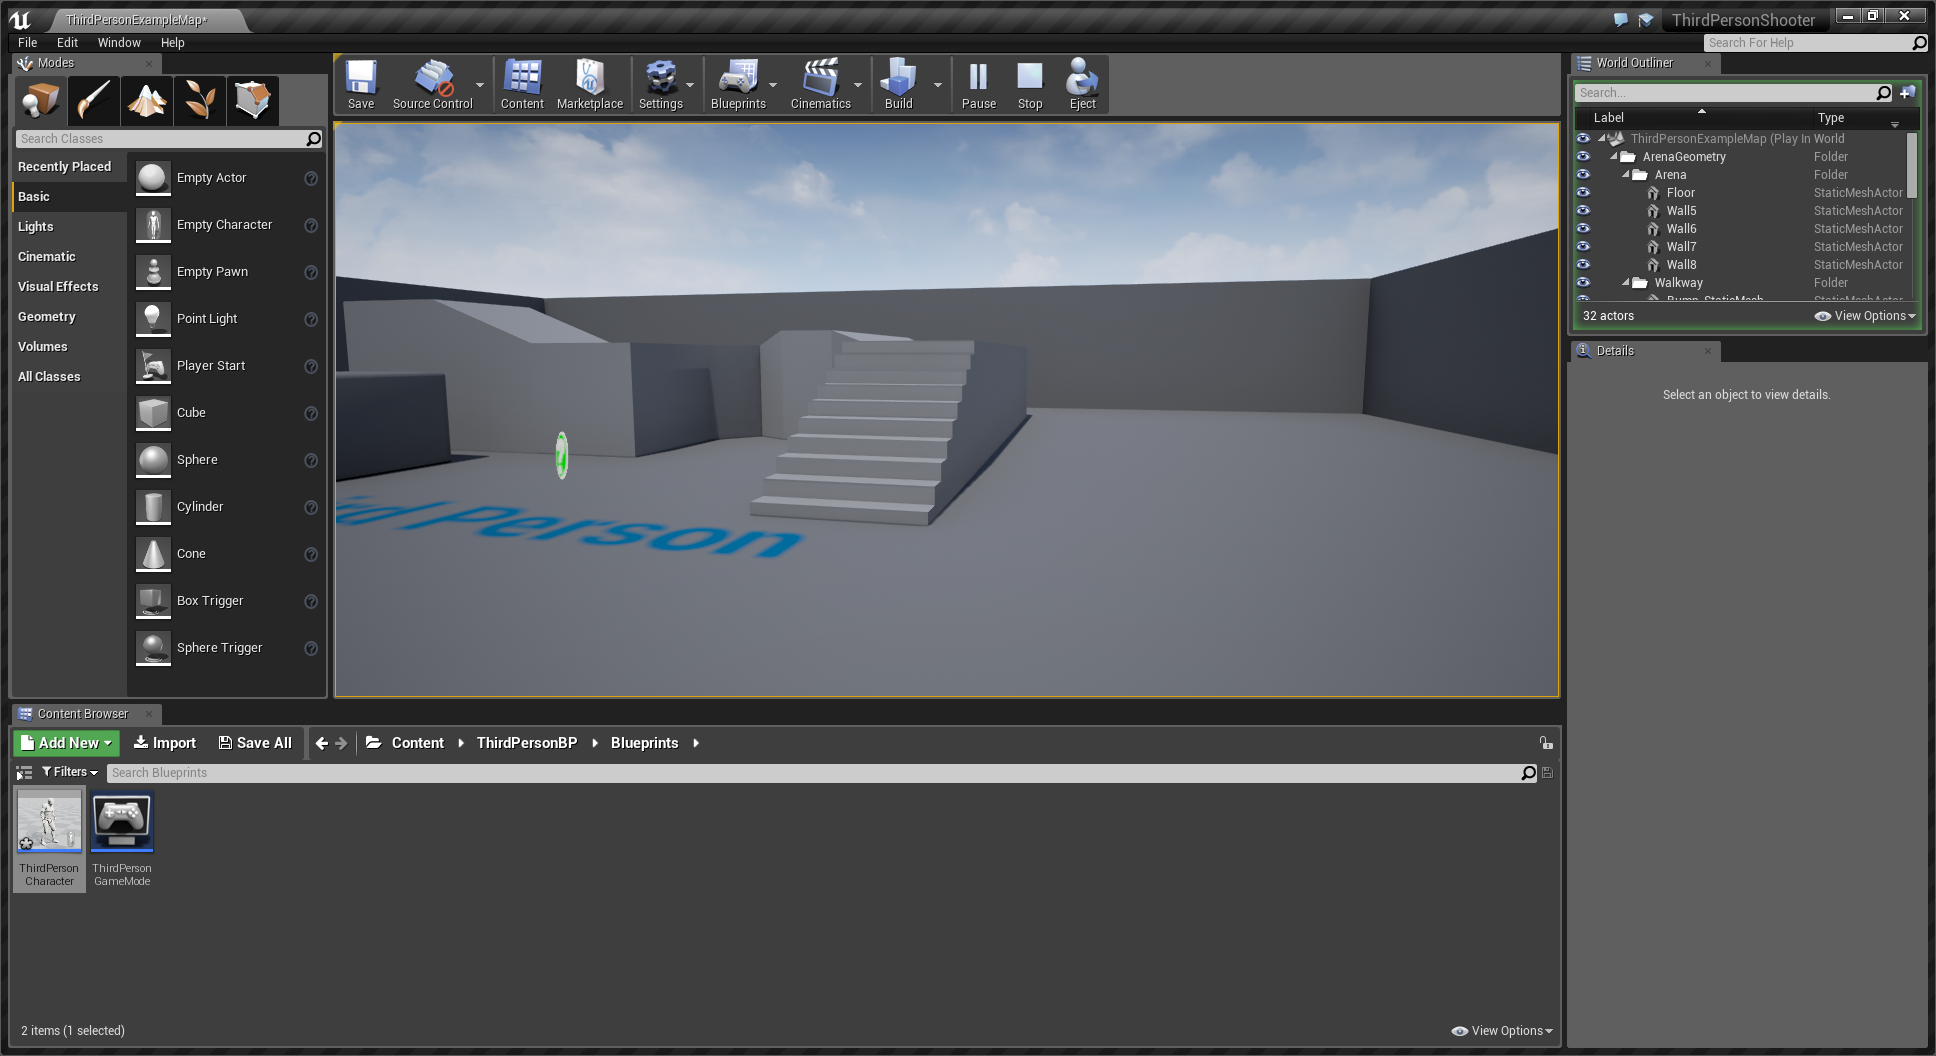 ThirdPersonExampleMap*
ThirdPersonShooter
File Edit Window Help
Search For Help
Modes
Search Classes
Recently Placed
Basic
Lights
Cinematic
Visual Effects
Geometry
Volumes
All Classes
Empty Actor
Empty Character
Empty Pawn
Point Light
Player Start
Cube
Sphere
Cylinder
Cone
Box Trigger
Sphere Trigger
Save Source Control Content Marketplace Settings Blueprints Cinematics Build Pause Stop Eject
Person
World Outliner
Search...
Label Type
ThirdPersonExampleMap (Play In World
ArenaGeometry Folder
Arena Folder
Floor StaticMeshActor
Wall5 StaticMeshActor
Wall6 StaticMeshActor
Wall7 StaticMeshActor
Wall8 StaticMeshActor
Walkway Folder
Bump_StaticMesh StaticMeshActor
32 actors View Options
Details
Select an object to view details.
Content Browser
Add New Import Save All Content ThirdPersonBP Blueprints
Filters Search Blueprints
ThirdPerson
Character
ThirdPerson
GameMode
2 items (1 selected) View Options